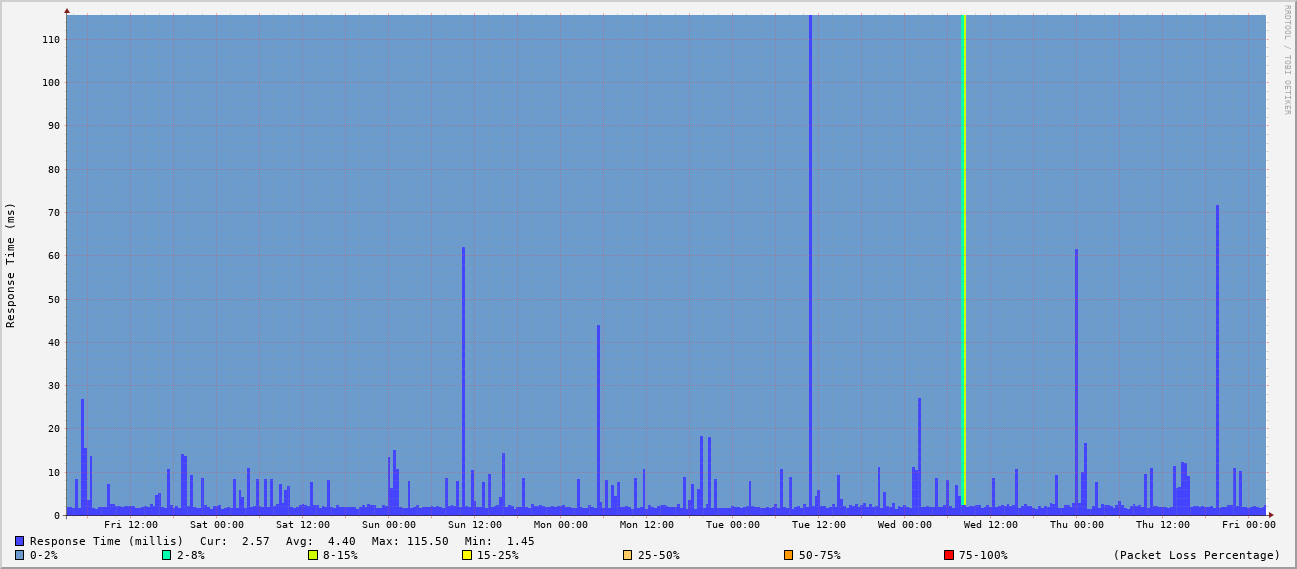 RRDTOOL / TOBI OETIKER
Response Time (ms)
110
100
90
80
70
60
50
40
30
20
10
0
Fri 12:00 Sat 00:00 Sat 12:00 Sun 00:00 Sun 12:00 Mon 00:00 Mon 12:00 Tue 00:00 Tue 12:00 Wed 00:00 Wed 12:00 Thu 00:00 Thu 12:00 Fri 00:00
Response Time (millis) Cur: 2.57 Avg: 4.40 Max: 115.50 Min: 1.45
0-2% 2-8% 8-15% 15-25% 25-50% 50-75% 75-100% (Packet Loss Percentage)